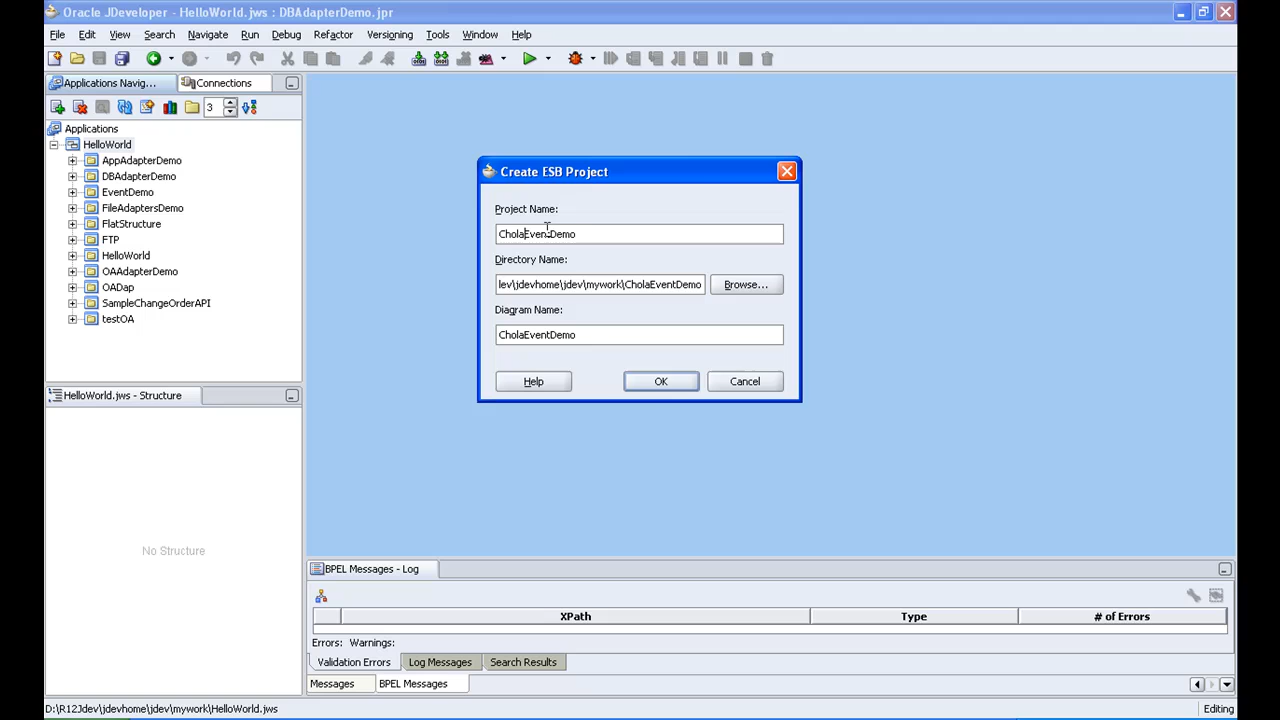 Oracle JDeveloper - HelloWorld.jws : DBAdapterDemo.jpr
File Edit View Search Navigate Run Debug Refactor Versioning Tools Window Help
Applications Navig... Connections
3
Applications
HelloWorld
AppAdapterDemo
DBAdapterDemo
EventDemo
FileAdaptersDemo
FlatStructure
FTP
HelloWorld
OAAdapterDemo
OADap
SampleChangeOrderAPI
testOA
HelloWorld.jws - Structure
No Structure
Create ESB Project
Project Name:
CholaEventDemo
Directory Name:
lev\jdevhome\jdev\mywork\CholaEventDemo Browse...
Diagram Name:
CholaEventDemo
Help OK Cancel
BPEL Messages - Log
XPath Type # of Errors
Errors: Warnings:
Validation Errors Log Messages Search Results
Messages BPEL Messages
D:\R12Jdev\jdevhome\jdev\mywork\HelloWorld.jws Editing